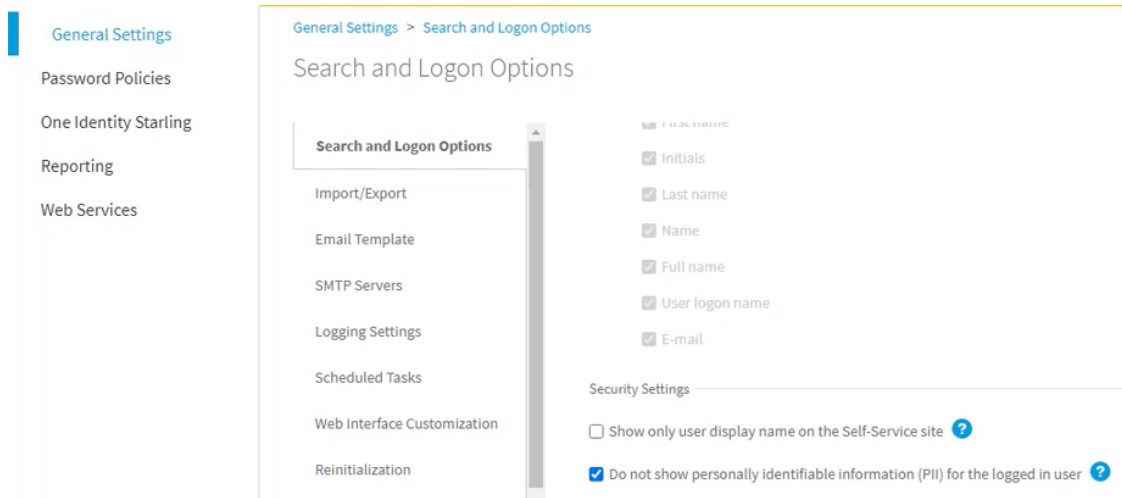 General Settings
Password Policies
One Identity Starling
Reporting
Web Services
General Settings > Search and Logon Options
Search and Logon Options
Search and Logon Options
Import/Export
Email Template
SMTP Servers
Logging Settings
Scheduled Tasks
Web Interface Customization
Reinitialization
First name
Initials
Last name
Name
Full name
User logon name
E-mail
Security Settings
Show only user display name on the Self-Service site ?
Do not show personally identifiable information (PII) for the logged in user ?